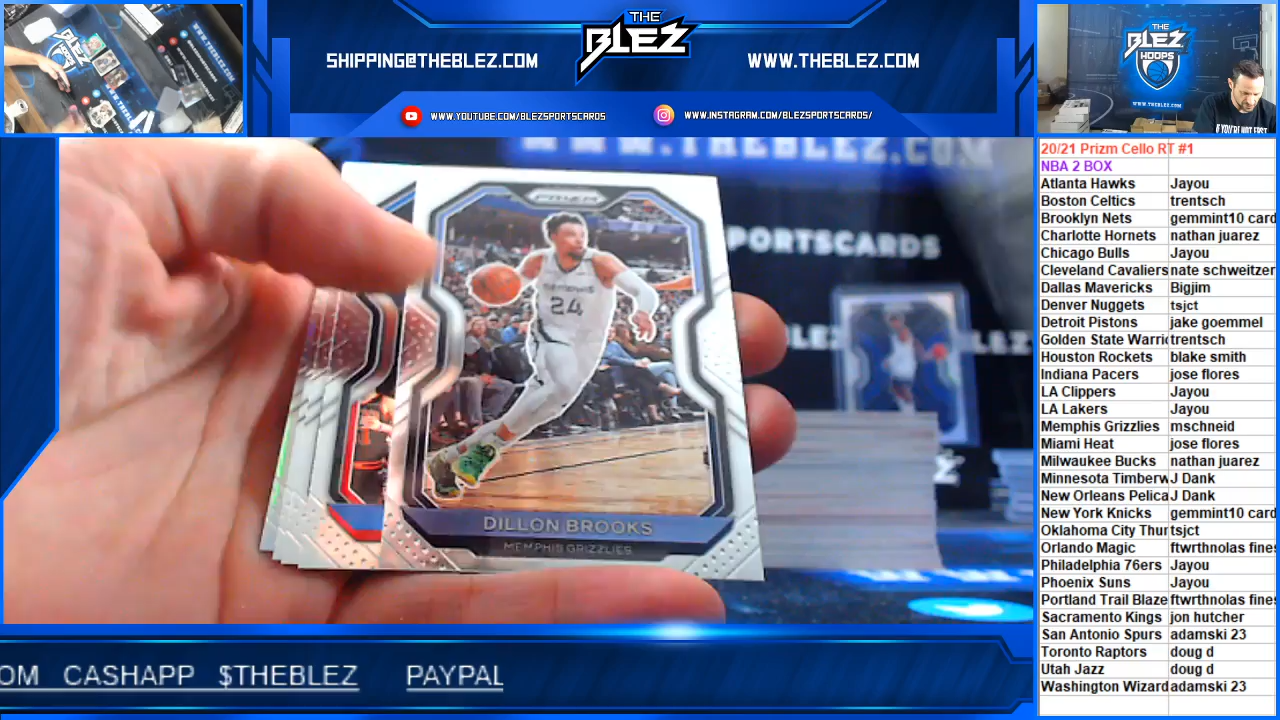 SHIPPING@THEBLEZ.COM
THE
BLEZ
WWW.THEBLEZ.COM
WWW.YOUTUBE.COM/BLEZSPORTSCARDS
WWW.INSTAGRAM.COM/BLEZSPORTSCARDS/
THE
BLEZ
HOOPS
WWW.THEBLEZ.COM
IF YOU'RE NOT FIRST
WWW.THEBLEZ.COM
PORTSCARDS
PRIZM
MEMPHIS
24
DILLON BROOKS
MEMPHIS GRIZZLIES
OM CASHAPP $THEBLEZ PAYPAL
20/21 Prizm Cello RT #1
NBA 2 BOX
Atlanta Hawks Jayou
Boston Celtics trentsch
Brooklyn Nets gemmint10 card
Charlotte Hornets nathan juarez
Chicago Bulls Jayou
Cleveland Cavaliers nate schweitzer
Dallas Mavericks Bigjim
Denver Nuggets tsjct
Detroit Pistons jake goemmel
Golden State Warric trentsch
Houston Rockets blake smith
Indiana Pacers jose flores
LA Clippers Jayou
LA Lakers Jayou
Memphis Grizzlies mschneid
Miami Heat jose flores
Milwaukee Bucks nathan juarez
Minnesota Timberw J Dank
New Orleans Pelica J Dank
New York Knicks gemmint10 card
Oklahoma City Thur tsjct
Orlando Magic ftwrthnolas fines
Philadelphia 76ers Jayou
Phoenix Suns Jayou
Portland Trail Blaze ftwrthnolas fines
Sacramento Kings jon hutcher
San Antonio Spurs adamski 23
Toronto Raptors doug d
Utah Jazz doug d
Washington Wizard adamski 23